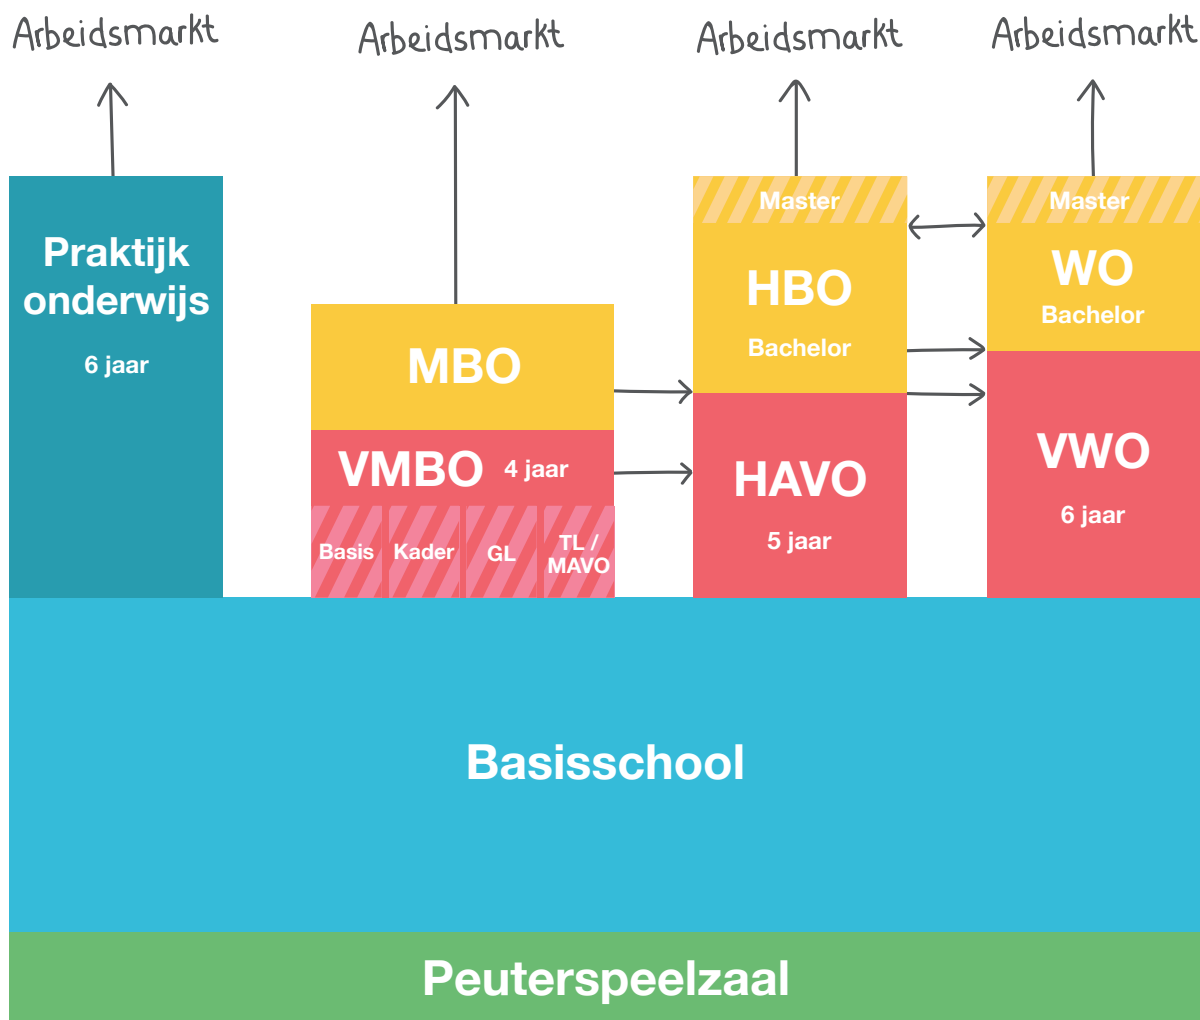 Arbeidsmarkt
Arbeidsmarkt
Arbeidsmarkt
Arbeidsmarkt
Praktijk
onderwijs
6 jaar
MBO
VMBO 4 jaar
Basis
Kader
GL
TL /
MAVO
Master
HBO
Bachelor
HAVO
5 jaar
Master
WO
Bachelor
VWO
6 jaar
Basisschool
Peuterspeelzaal